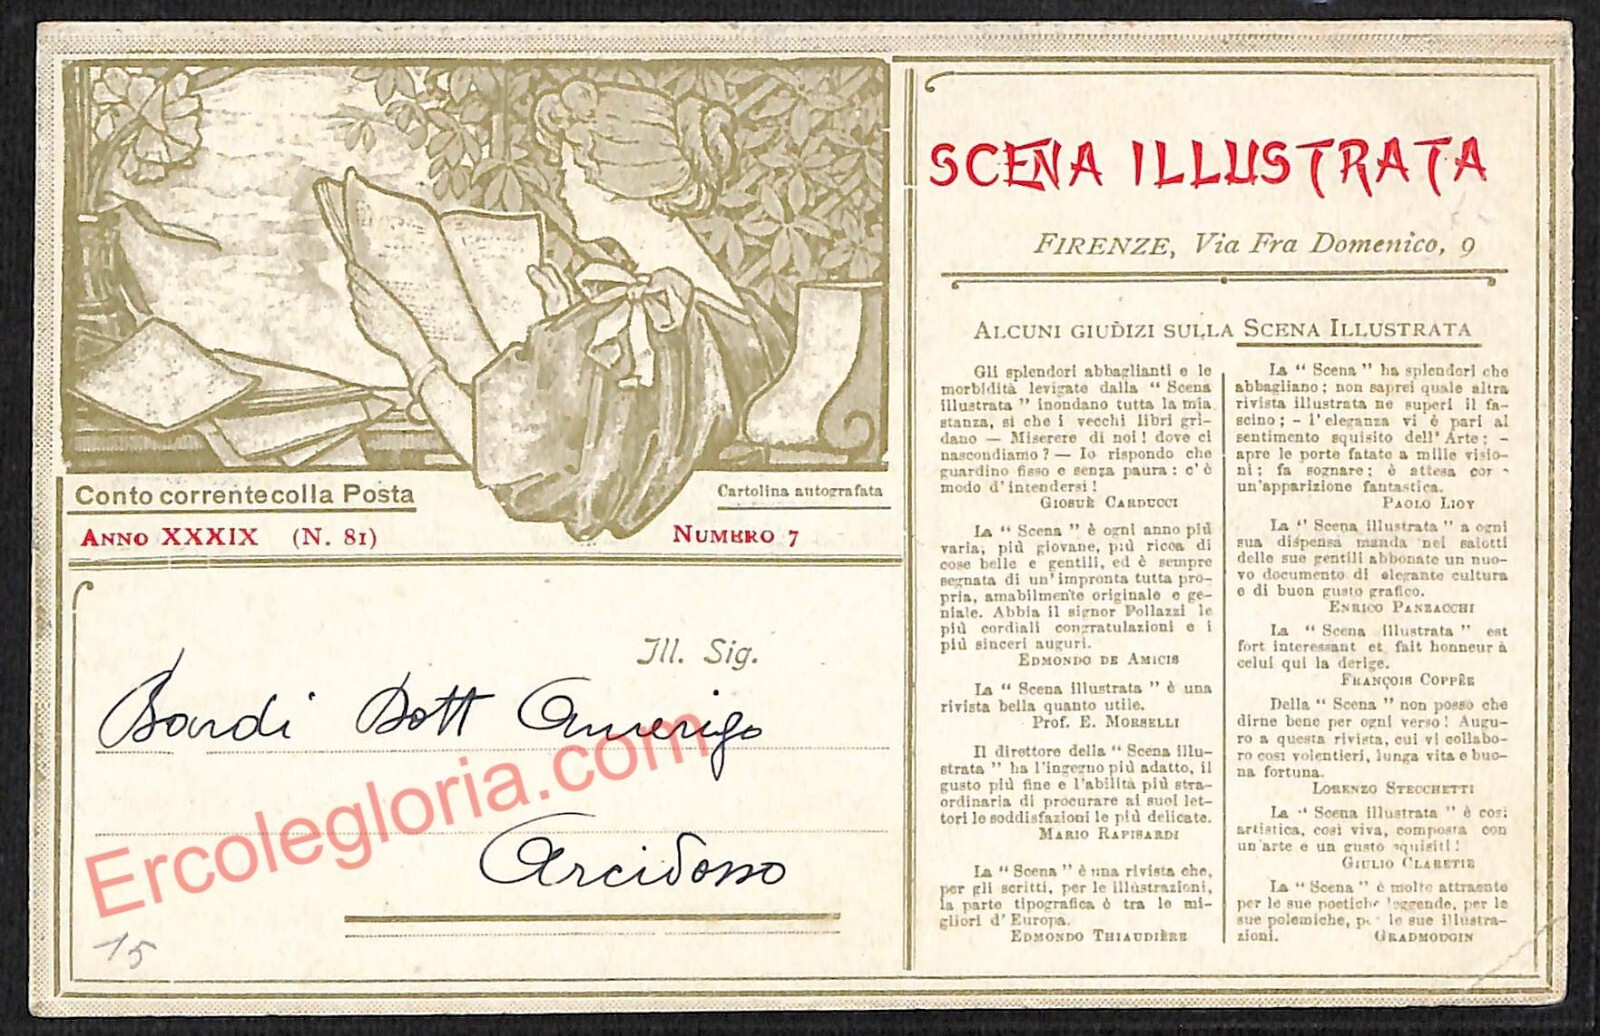 Conto corrente colla Posta
Cartolina autografata
ANNO XXXIX (N. 81)
NUMERO 7
Ill. Sig.
Bardi Dott Amerigo
Arcidosso
15
Ercolegloria.com
SCENA ILLUSTRATA
FIRENZE, Via Fra Domenico, 9
ALCUNI GIUDIZI SULLA SCENA ILLUSTRATA
Gli splendori abbaglianti e le
morbidità levigate dalla “ Scena
illustrata ” inondano tutta la mia
stanza, sì che i vecchi libri gri-
dano — Miserere di noi ! dove ci
nascondiamo ? — Io rispondo che
guardino fisso e senza paura : c' è
modo d' intendersi !
GIOSUÈ CARDUCCI
La “ Scena ” è ogni anno più
varia, più giovane, più ricca di
cose belle e gentili, ed è sempre
segnata di un' impronta tutta pro-
pria, amabilmente originale e ge-
niale. Abbia il signor Pollazzi le
più cordiali congratulazioni e i
più sinceri auguri.
EDMONDO DE AMICIS
La “ Scena illustrata ” è una
rivista bella quanto utile.
Prof. E. MORSELLI
Il direttore della “ Scena illu-
strata ” ha l'ingegno più adatto, il
gusto più fine e l'abilità più stra-
ordinaria di procurare ai suoi let-
tori le soddisfazioni le più delicate.
MARIO RAPISARDI
La “ Scena ” è una rivista che,
per gli scritti, per le illustrazioni,
la parte tipografica è tra le mi-
gliori d' Europa.
EDMONDO THIAUDIÈRE
La “ Scena ” ha splendori che
abbagliano ; non saprei quale altra
rivista illustrata ne superi il fa-
scino ; - l' eleganza vi è pari al
sentimento squisito dell' Arte ; -
apre le porte fatate a mille visio-
ni ; fa sognare ; è attesa
un'apparizione fantastica.
PAOLO LIOY
La “ Scena illustrata ” a ogni
sua dispensa manda nei salotti
delle sue gentili abbonate un nuo-
vo documento di elegante cultura
e di buon gusto grafico.
ENRICO PANZACCHI
La “ Scena illustrata ” est
fort interessant et fait honneur à
celui qui la derige.
FRANÇOIS COPPÈE
Della “ Scena ” non posso che
dirne bene per ogni verso ! Augu-
ro a questa rivista, cui vi collabo-
ro così volentieri, lunga vita e buo-
na fortuna.
LORENZO STECCHETTI
La “ Scena illustrata ” è così
artistica, così viva, composta con
un'arte e un gusto squisiti !
GIULIO CLARETIE
La “ Scena ” è molto attraente
per le sue poetiche leggende, per le
sue polemiche, le sue illustra-
zioni.
GRADMOUGIN